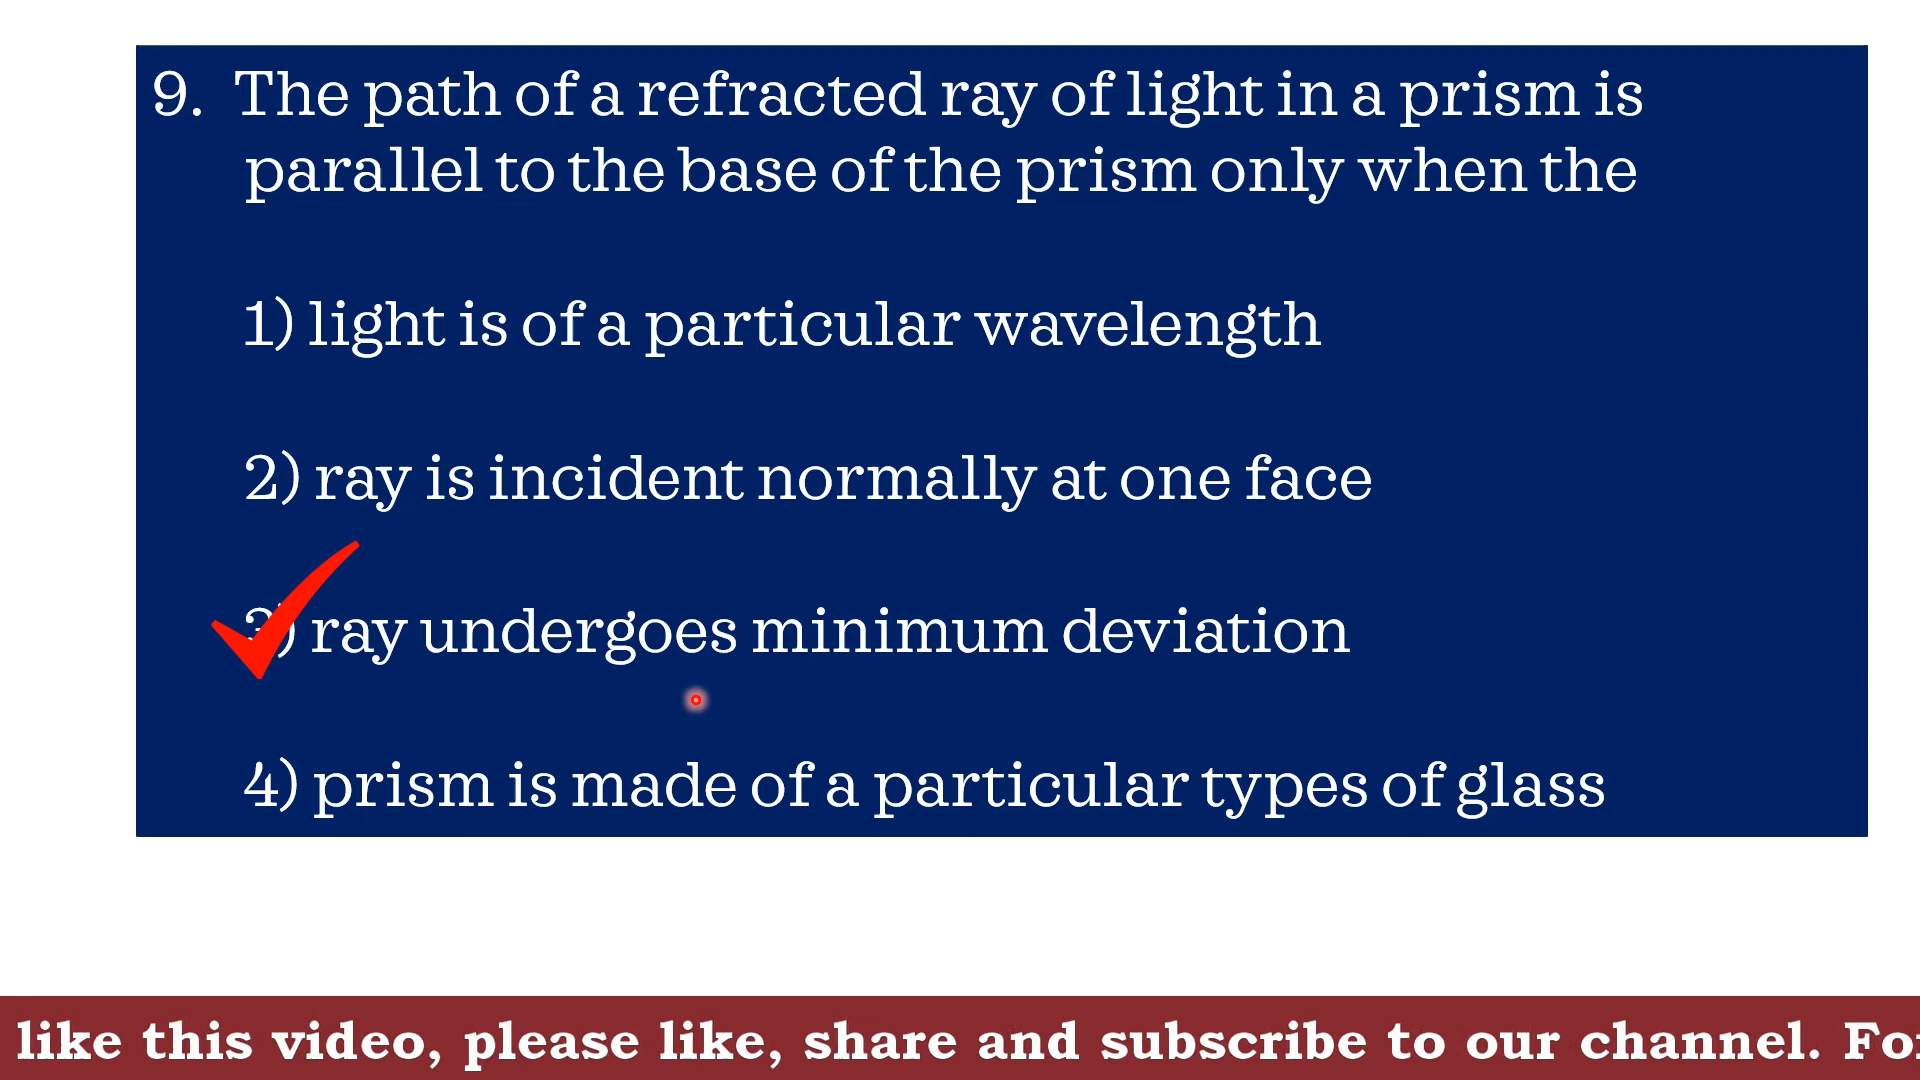 9. The path of a refracted ray of light in a prism is
parallel to the base of the prism only when the
1) light is of a particular wavelength
2) ray is incident normally at one face
3) ray undergoes minimum deviation
4) prism is made of a particular types of glass
like this video, please like, share and subscribe to our channel. For